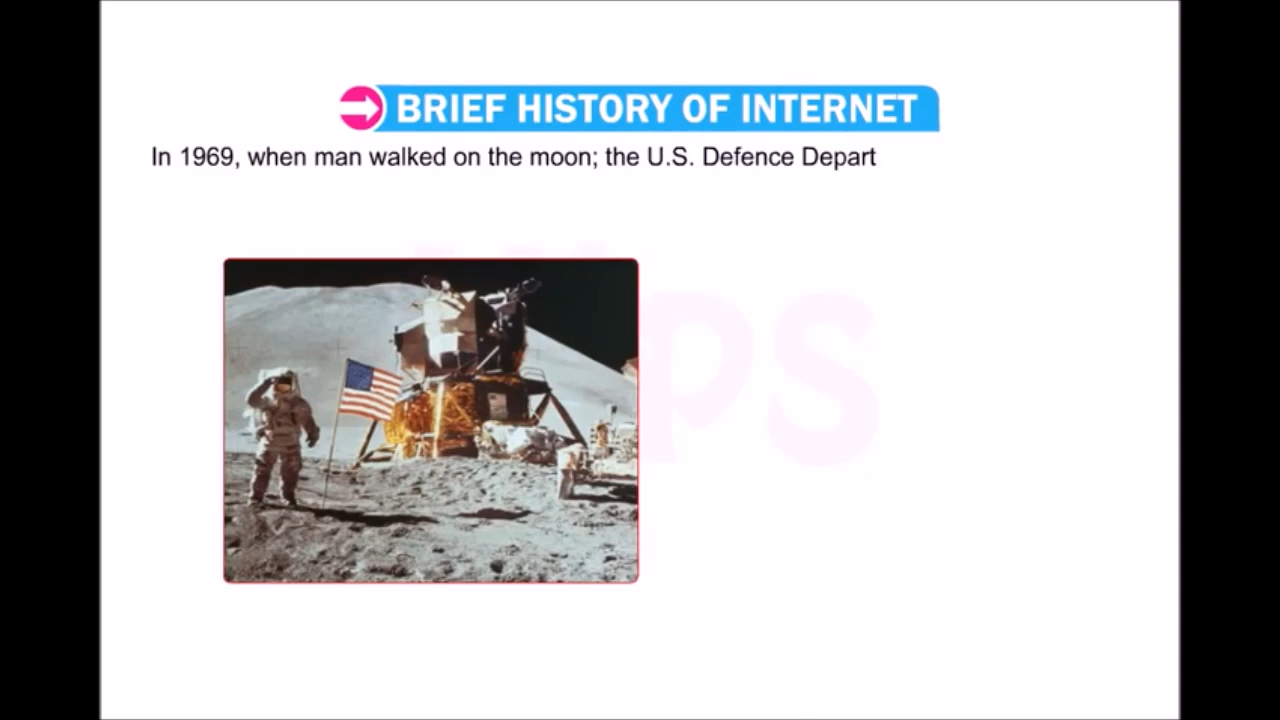 BRIEF HISTORY OF INTERNET
In 1969, when man walked on the moon; the U.S. Defence Depart